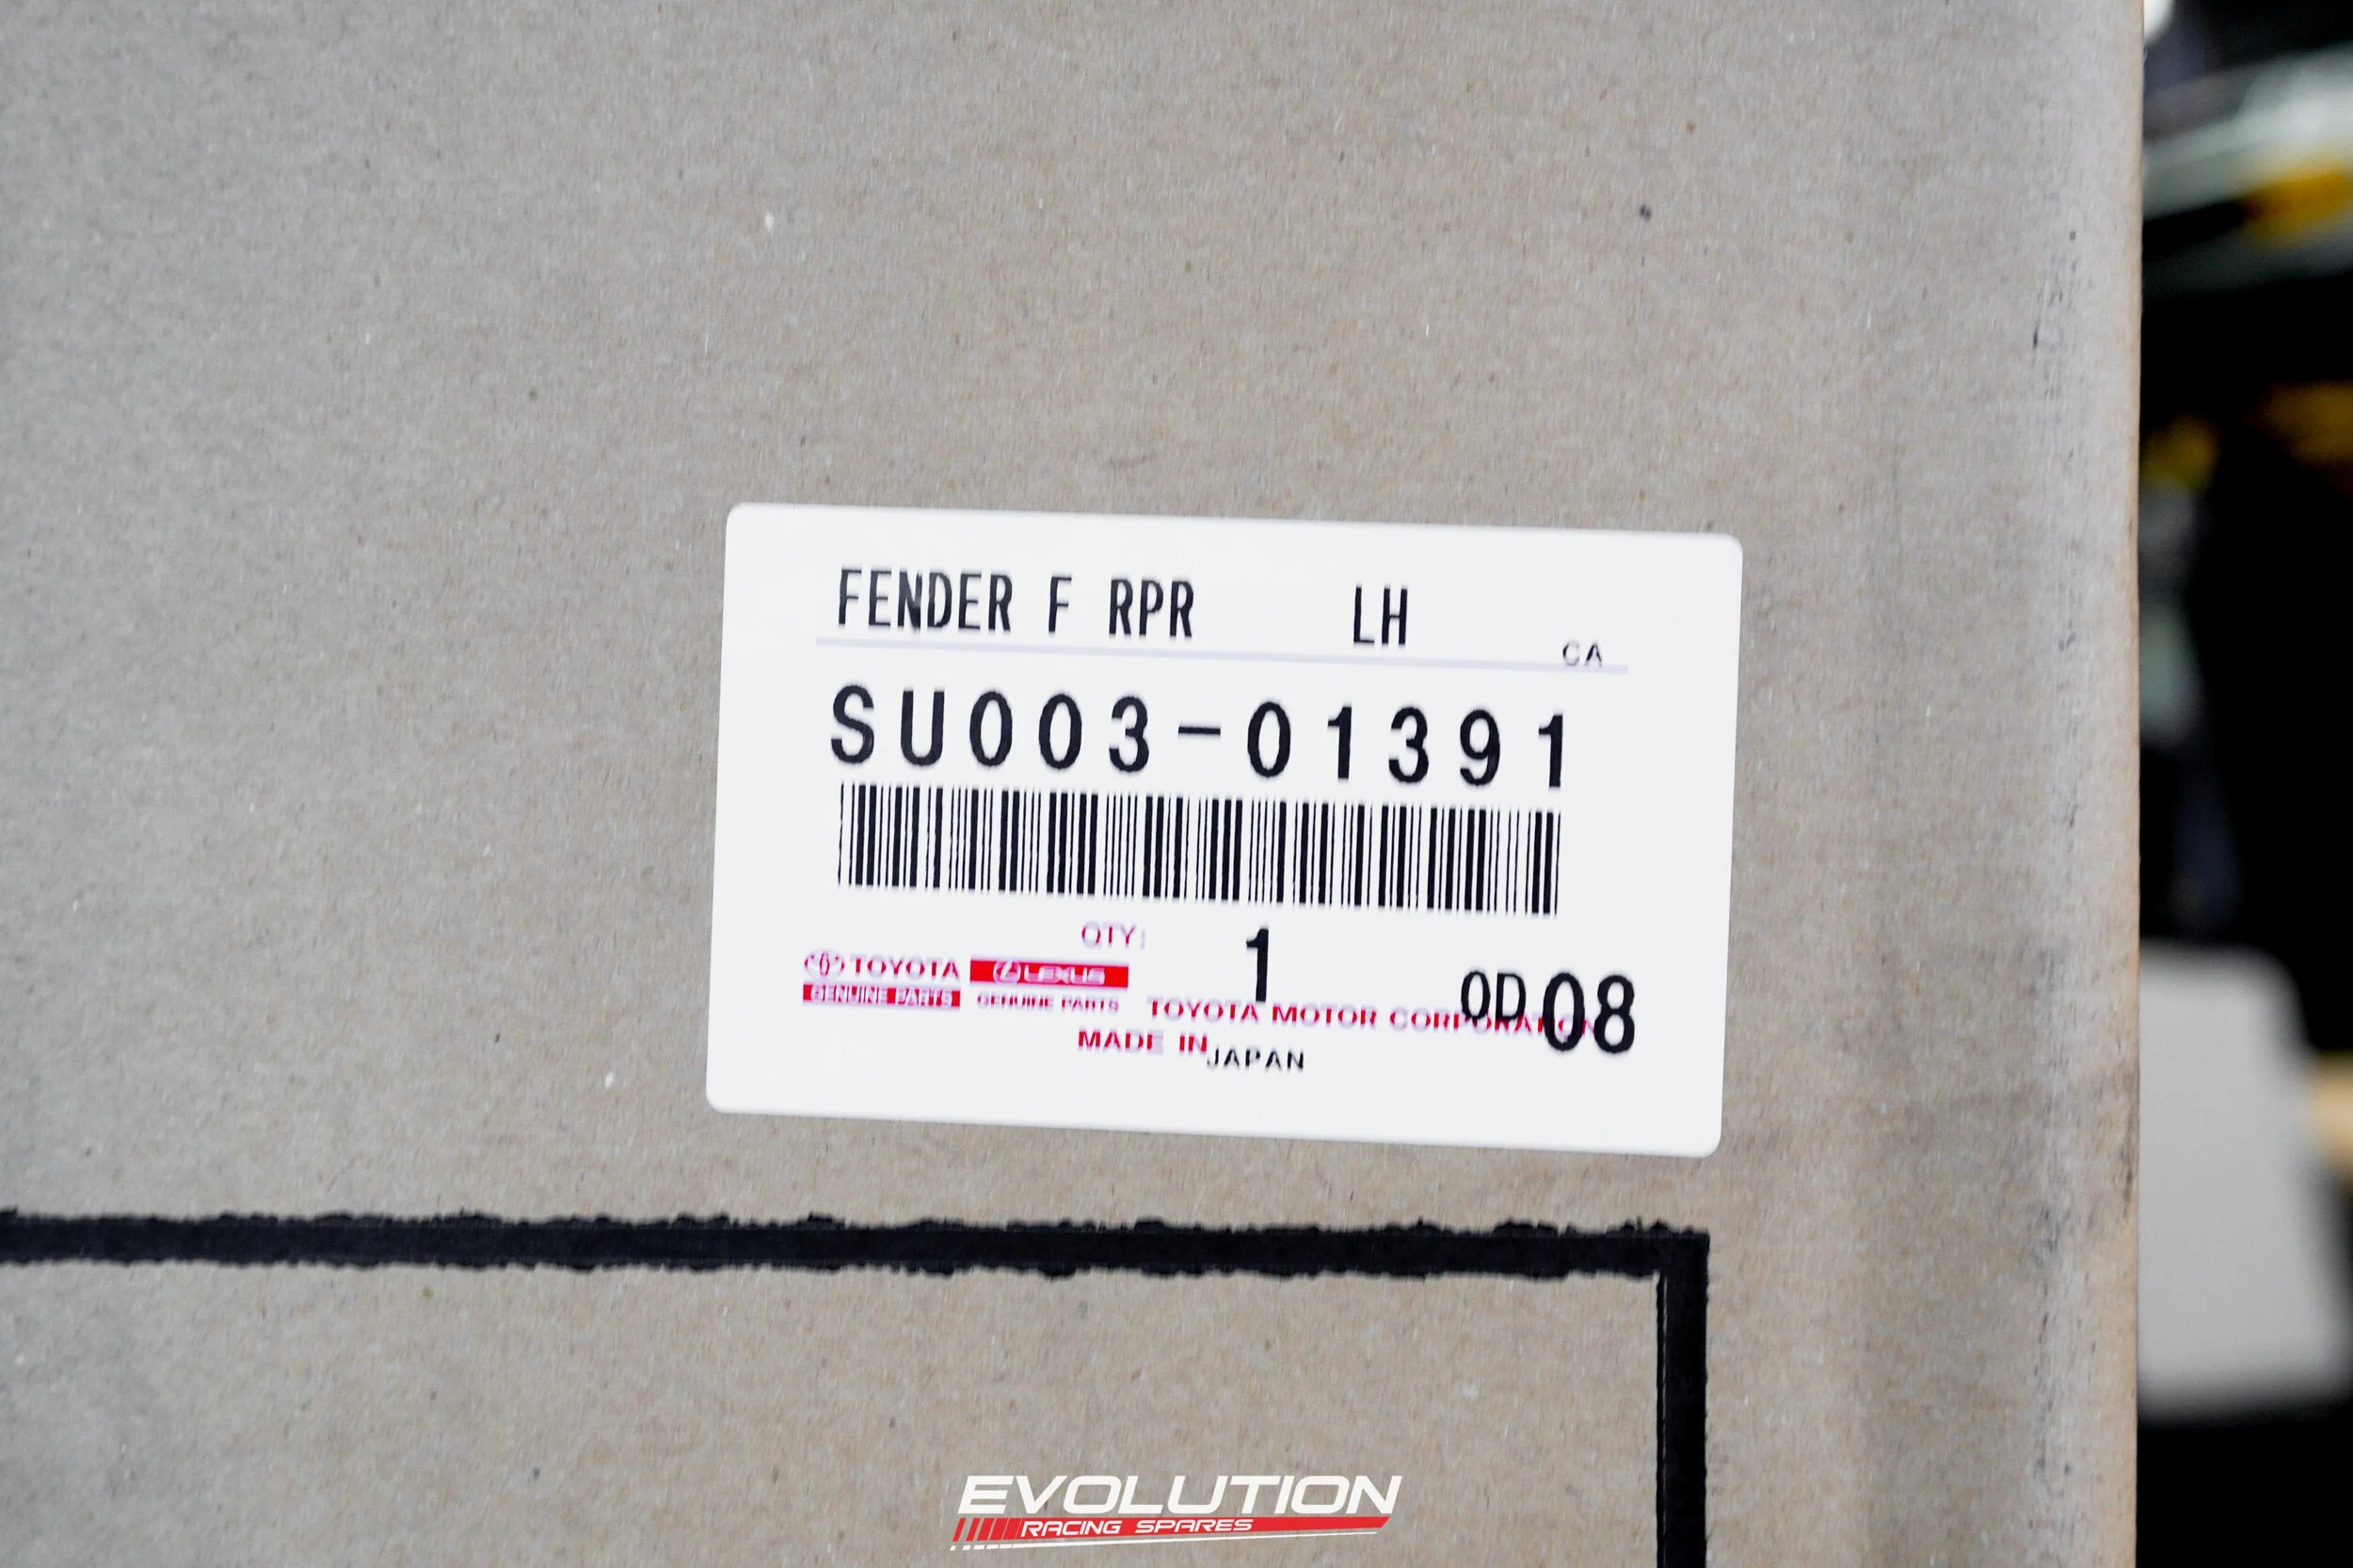 FENDER F RPR LH
CA
SU003-01391
QTY: 1
TOYOTA LEXUS
GENUINE PARTS GENUINE PARTS
TOYOTA MOTOR CORPORATION
0D 08
MADE IN JAPAN
EVOLUTION
RACING SPARES